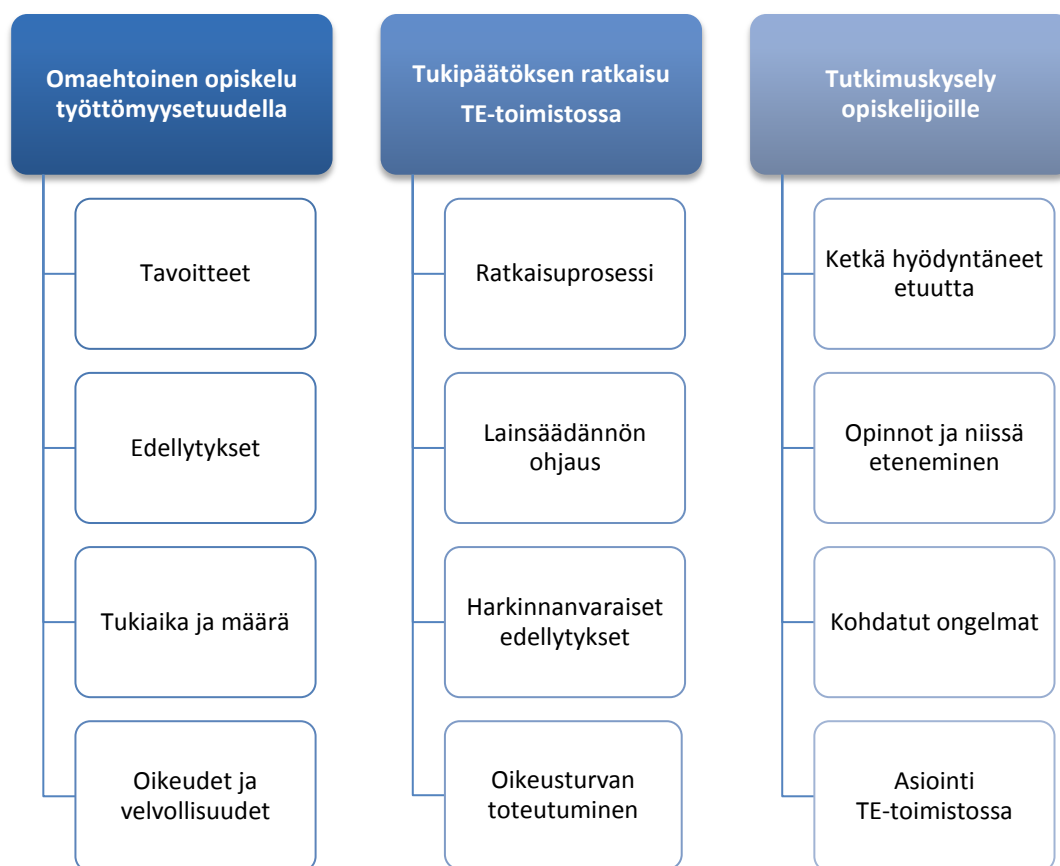 Omaehtoinen opiskelu
työttömyysetuudella
Tavoitteet
Edellytykset
Tukiaika ja määrä
Oikeudet ja
velvollisuudet
Tukipäätöksen ratkaisu
TE-toimistossa
Ratkaisuprosessi
Lainsäädännön
ohjaus
Harkinnanvaraiset
edellytykset
Oikeusturvan
toteutuminen
Tutkimuskysely
opiskelijoille
Ketkä hyödyntäneet
etuutta
Opinnot ja niissä
eteneminen
Kohdatut ongelmat
Asiointi
TE-toimistossa